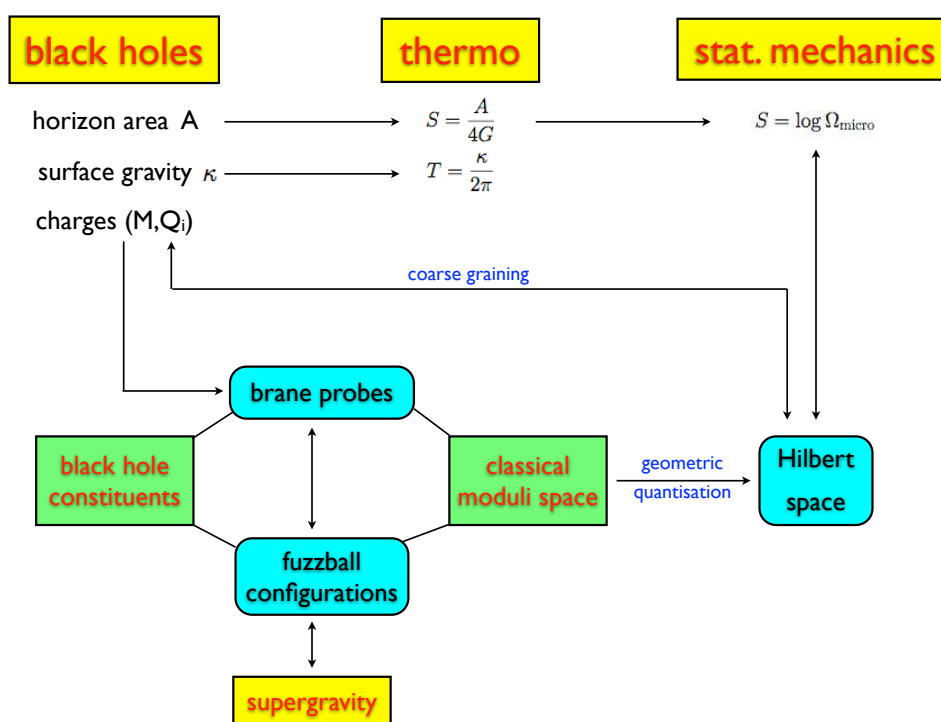 black holes
thermo
stat. mechanics
horizon area A
S = A / 4G
S = log Ω_micro
surface gravity κ
T = κ / 2π
charges (M,Q_i)
coarse graining
brane probes
black hole
constituents
classical
moduli space
geometric
quantisation
Hilbert
space
fuzzball
configurations
supergravity